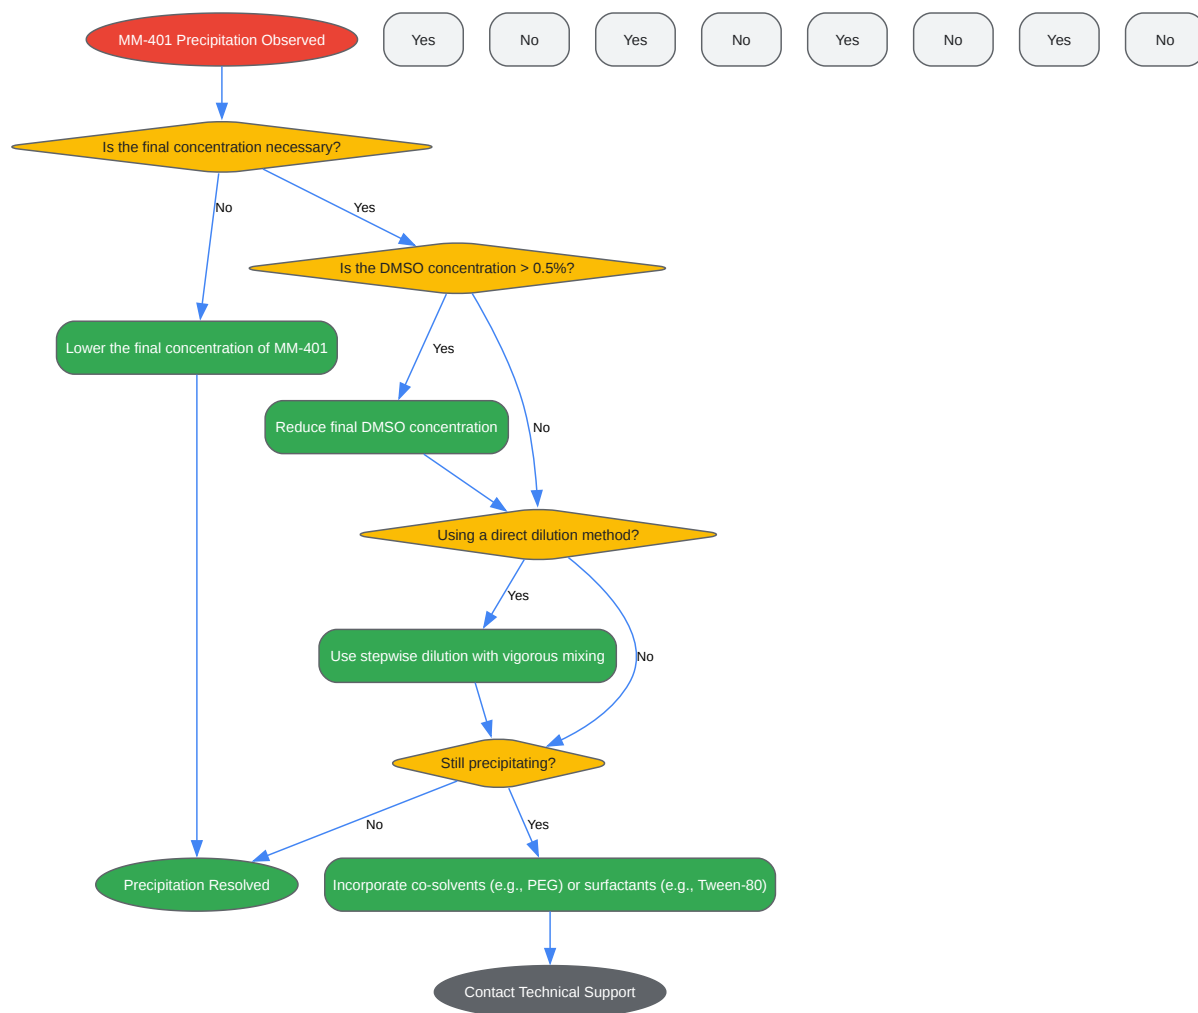 MM-401 Precipitation Observed
Yes
No
Yes
No
Yes
No
Yes
No
Is the final concentration necessary?
No
Yes
Is the DMSO concentration > 0.5%?
Lower the final concentration of MM-401
Yes
Reduce final DMSO concentration
No
Using a direct dilution method?
Yes
Use stepwise dilution with vigorous mixing
No
Still precipitating?
No
Yes
Precipitation Resolved
Incorporate co-solvents (e.g., PEG) or surfactants (e.g., Tween-80)
Contact Technical Support